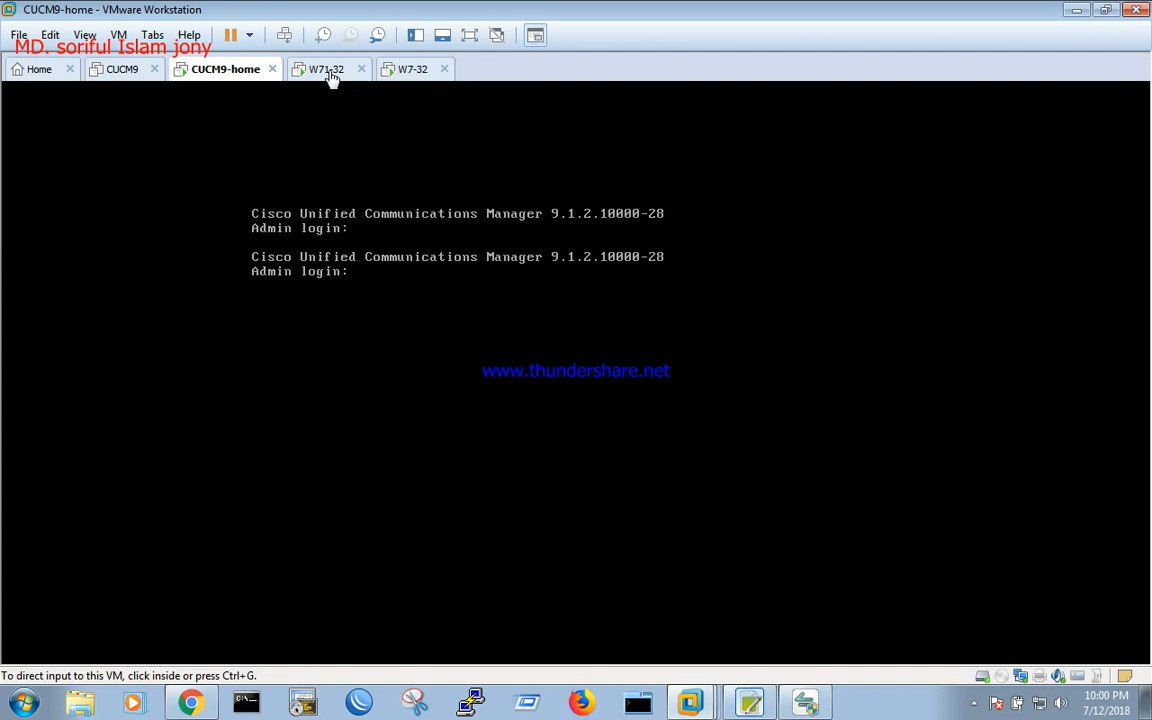 CUCM9-home - VMware Workstation
File Edit View VM Tabs Help
MD. soriful Islam jony
Home CUCM9 CUCM9-home W71-32 W7-32
Cisco Unified Communications Manager 9.1.2.10000-28
Admin login:
Cisco Unified Communications Manager 9.1.2.10000-28
Admin login:
www.thundershare.net
To direct input to this VM, click inside or press Ctrl+G.
10:00 PM
7/12/2018